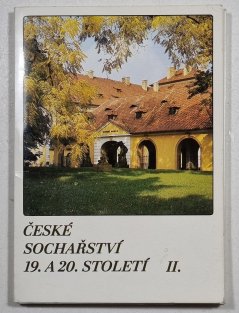 ČESKÉ
SOCHAŘSTVÍ
19. A 20. STOLETÍ II.